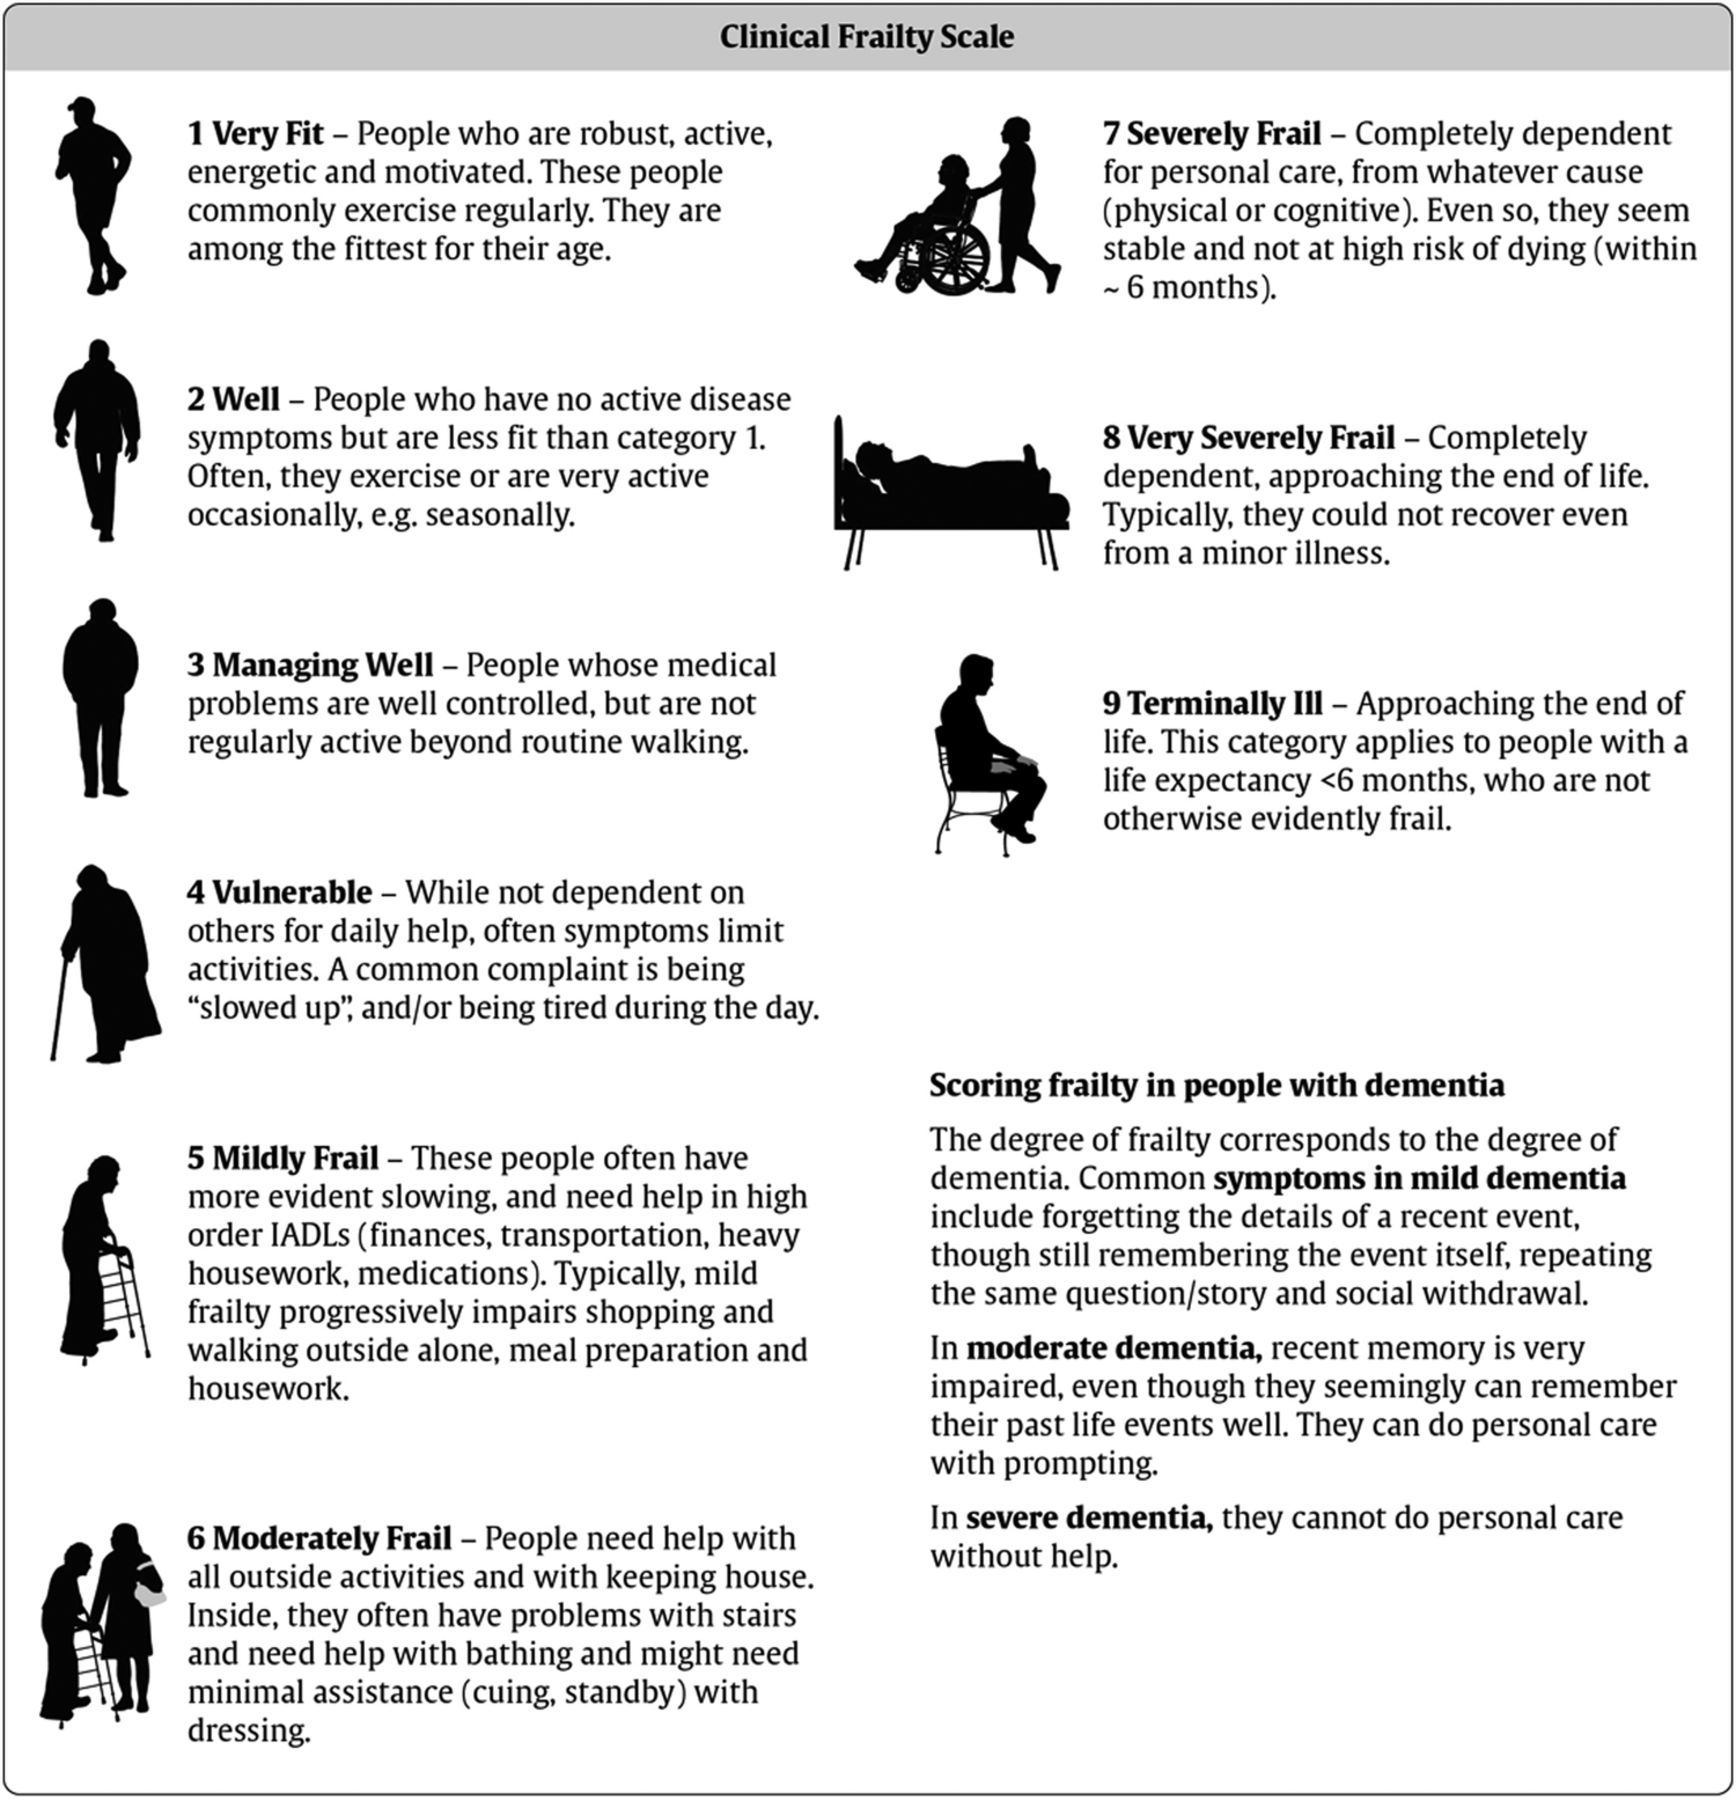 Clinical Frailty Scale
1 Very Fit – People who are robust, active,
energetic and motivated. These people
commonly exercise regularly. They are
among the fittest for their age.
2 Well – People who have no active disease
symptoms but are less fit than category 1.
Often, they exercise or are very active
occasionally, e.g. seasonally.
3 Managing Well – People whose medical
problems are well controlled, but are not
regularly active beyond routine walking.
4 Vulnerable – While not dependent on
others for daily help, often symptoms limit
activities. A common complaint is being
“slowed up”, and/or being tired during the day.
5 Mildly Frail – These people often have
more evident slowing, and need help in high
order IADLs (finances, transportation, heavy
housework, medications). Typically, mild
frailty progressively impairs shopping and
walking outside alone, meal preparation and
housework.
6 Moderately Frail – People need help with
all outside activities and with keeping house.
Inside, they often have problems with stairs
and need help with bathing and might need
minimal assistance (cuing, standby) with
dressing.
7 Severely Frail – Completely dependent
for personal care, from whatever cause
(physical or cognitive). Even so, they seem
stable and not at high risk of dying (within
~ 6 months).
8 Very Severely Frail – Completely
dependent, approaching the end of life.
Typically, they could not recover even
from a minor illness.
9 Terminally Ill – Approaching the end of
life. This category applies to people with a
life expectancy <6 months, who are not
otherwise evidently frail.
Scoring frailty in people with dementia
The degree of frailty corresponds to the degree of
dementia. Common symptoms in mild dementia
include forgetting the details of a recent event,
though still remembering the event itself, repeating
the same question/story and social withdrawal.
In moderate dementia, recent memory is very
impaired, even though they seemingly can remember
their past life events well. They can do personal care
with prompting.
In severe dementia, they cannot do personal care
without help.